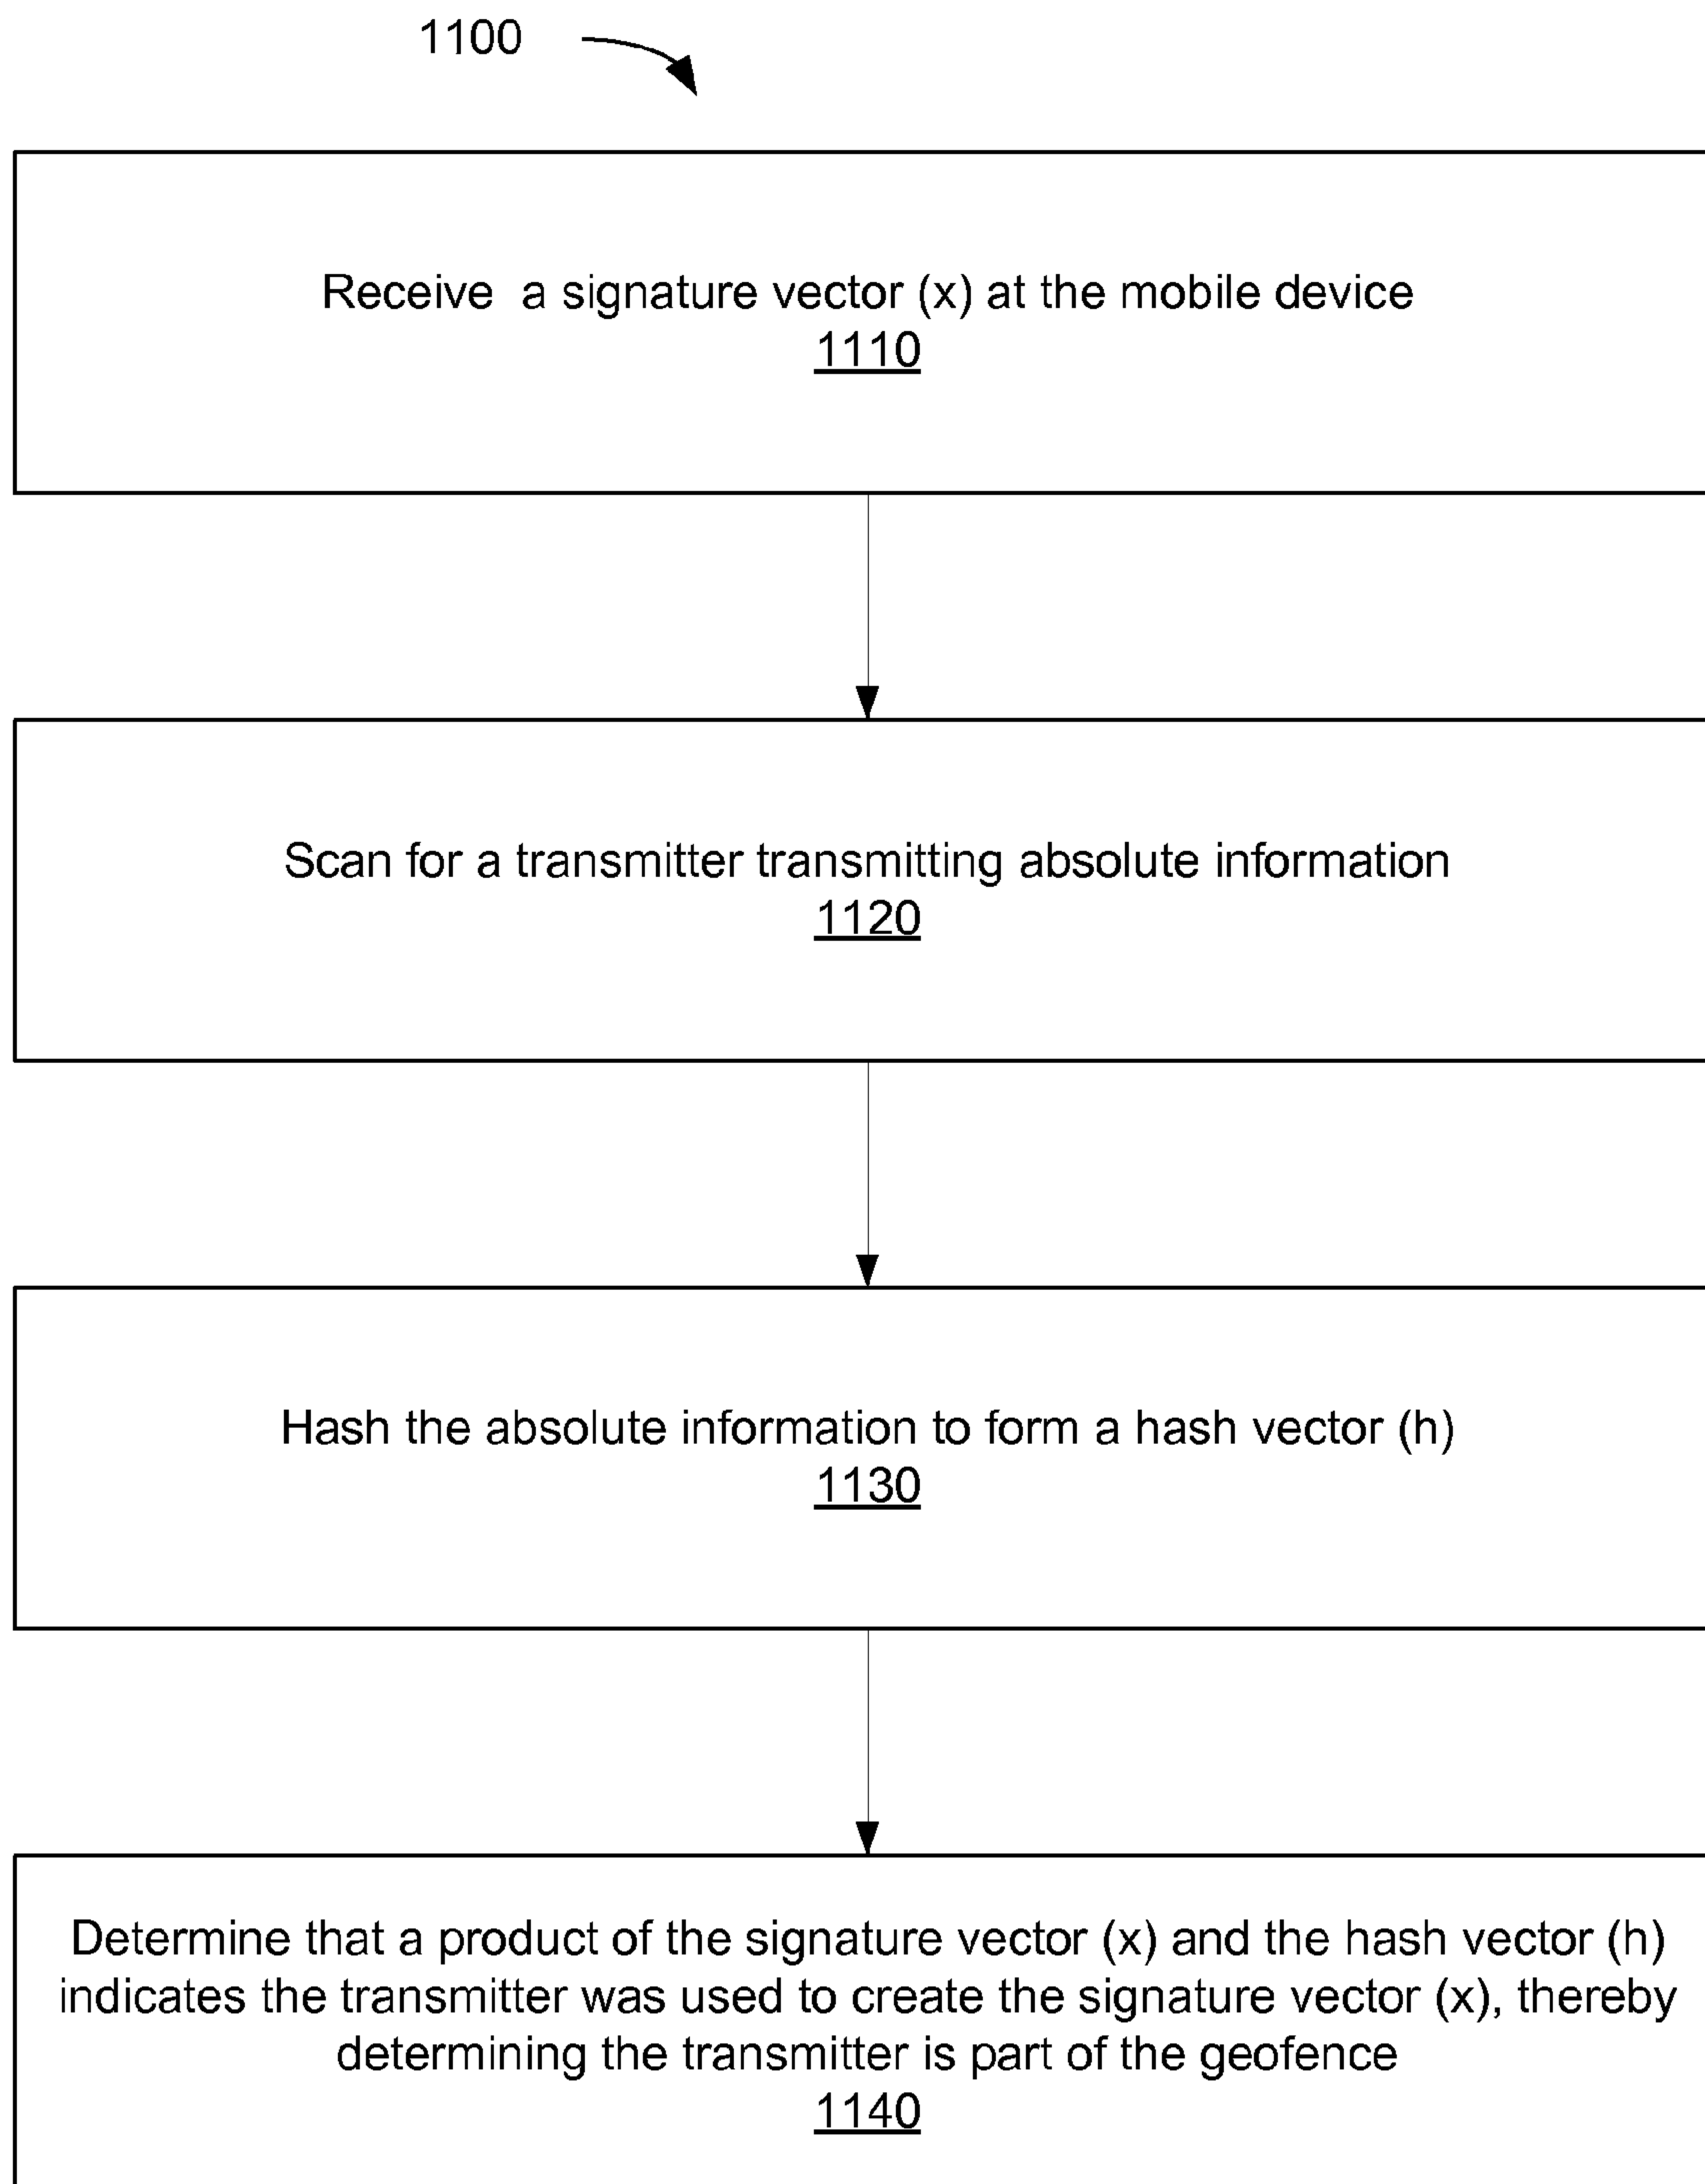 1100
Receive  a signature vector (x) at the mobile device
1110
Scan for a transmitter transmitting absolute information
1120
Hash the absolute information to form a hash vector (h)
1130
Determine that a product of the signature vector (x) and the hash vector (h)
indicates the transmitter was used to create the signature vector (x), thereby
determining the transmitter is part of the geofence
1140